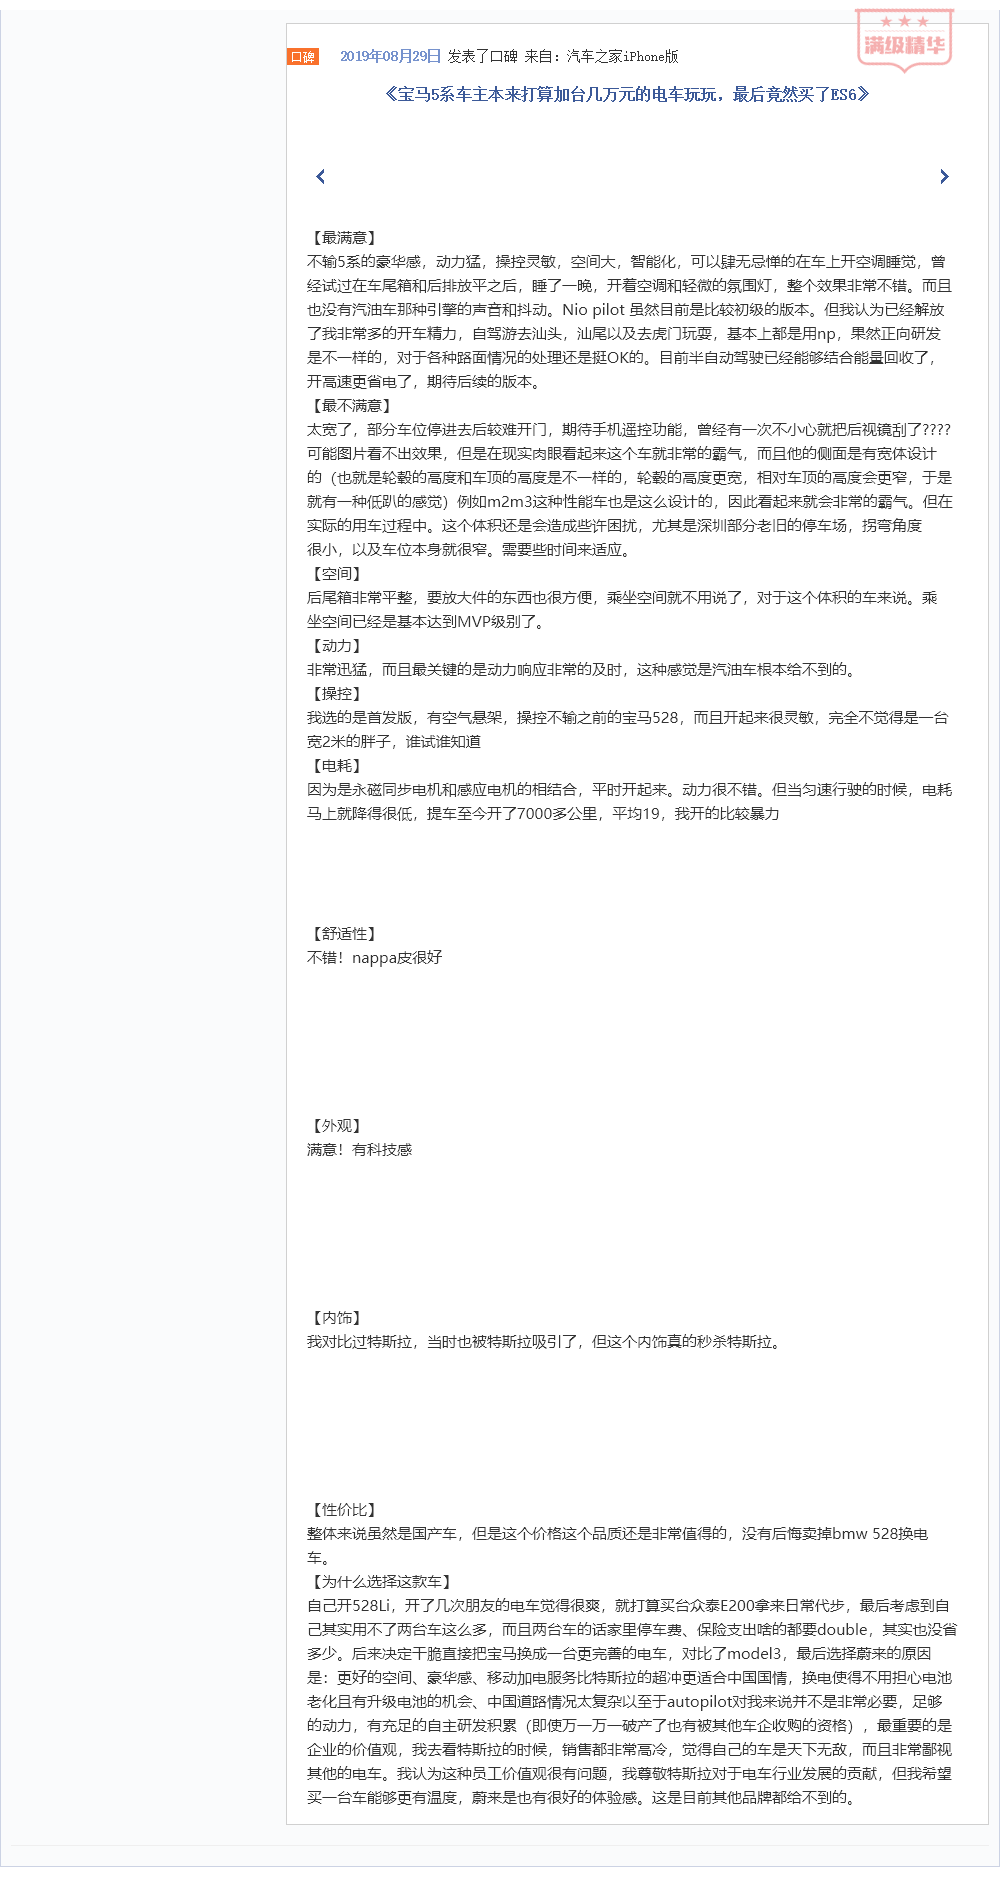 满级精华
口碑 2019年08月29日 发表了口碑 来自：汽车之家iPhone版
《宝马5系车主本来打算加台几万元的电车玩玩，最后竟然买了ES6》
【最满意】
不输5系的豪华感，动力猛，操控灵敏，空间大，智能化，可以肆无忌惮的在车上开空调睡觉，曾
经试过在车尾箱和后排放平之后，睡了一晚，开着空调和轻微的氛围灯，整个效果非常不错。而且
也没有汽油车那种引擎的声音和抖动。Nio pilot 虽然目前是比较初级的版本。但我认为已经解放
了我非常多的开车精力，自驾游去汕头，汕尾以及去虎门玩耍，基本上都是用np，果然正向研发
是不一样的，对于各种路面情况的处理还是挺OK的。目前半自动驾驶已经能够结合能量回收了，
开高速更省电了，期待后续的版本。
【最不满意】
太宽了，部分车位停进去后较难开门，期待手机遥控功能，曾经有一次不小心就把后视镜刮了????
可能图片看不出效果，但是在现实肉眼看起来这个车就非常的霸气，而且他的侧面是有宽体设计
的（也就是轮毂的高度和车顶的高度是不一样的，轮毂的高度更宽，相对车顶的高度会更窄，于是
就有一种低趴的感觉）例如m2m3这种性能车也是这么设计的，因此看起来就会非常的霸气。但在
实际的用车过程中。这个体积还是会造成些许困扰，尤其是深圳部分老旧的停车场，拐弯角度
很小，以及车位本身就很窄。需要些时间来适应。
【空间】
后尾箱非常平整，要放大件的东西也很方便，乘坐空间就不用说了，对于这个体积的车来说。乘
坐空间已经是基本达到MVP级别了。
【动力】
非常迅猛，而且最关键的是动力响应非常的及时，这种感觉是汽油车根本给不到的。
【操控】
我选的是首发版，有空气悬架，操控不输之前的宝马528，而且开起来很灵敏，完全不觉得是一台
宽2米的胖子，谁试谁知道
【电耗】
因为是永磁同步电机和感应电机的相结合，平时开起来。动力很不错。但当匀速行驶的时候，电耗
马上就降得很低，提车至今开了7000多公里，平均19，我开的比较暴力
【舒适性】
不错！nappa皮很好
【外观】
满意！有科技感
【内饰】
我对比过特斯拉，当时也被特斯拉吸引了，但这个内饰真的秒杀特斯拉。
【性价比】
整体来说虽然是国产车，但是这个价格这个品质还是非常值得的，没有后悔卖掉bmw 528换电
车。
【为什么选择这款车】
自己开528Li，开了几次朋友的电车觉得很爽，就打算买台众泰E200拿来日常代步，最后考虑到自
己其实用不了两台车这么多，而且两台车的话家里停车费、保险支出啥的都要double，其实也没省
多少。后来决定干脆直接把宝马换成一台更完善的电车，对比了model3，最后选择蔚来的原因
是：更好的空间、豪华感、移动加电服务比特斯拉的超冲更适合中国国情，换电使得不用担心电池
老化且有升级电池的机会、中国道路情况太复杂以至于autopilot对我来说并不是非常必要，足够
的动力，有充足的自主研发积累（即使万一万一破产了也有被其他车企收购的资格），最重要的是
企业的价值观，我去看特斯拉的时候，销售都非常高冷，觉得自己的车是天下无敌，而且非常鄙视
其他的电车。我认为这种员工价值观很有问题，我尊敬特斯拉对于电车行业发展的贡献，但我希望
买一台车能够更有温度，蔚来是也有很好的体验感。这是目前其他品牌都给不到的。